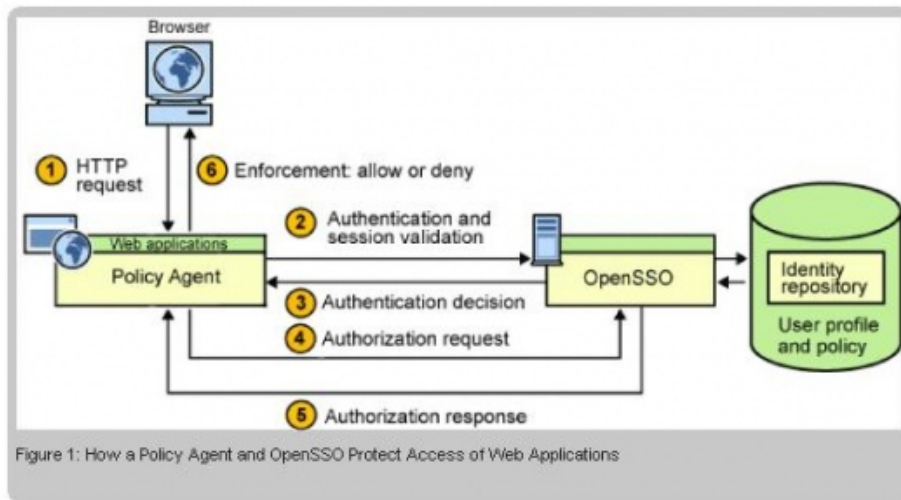 Browser
1
HTTP
request
6
Enforcement: allow or deny
2
Authentication and
session validation
Web applications
Policy Agent
OpenSSO
Identity
repository
User profile
and policy
3
Authentication decision
4
Authorization request
5
Authorization response
Figure 1: How a Policy Agent and OpenSSO Protect Access of Web Applications